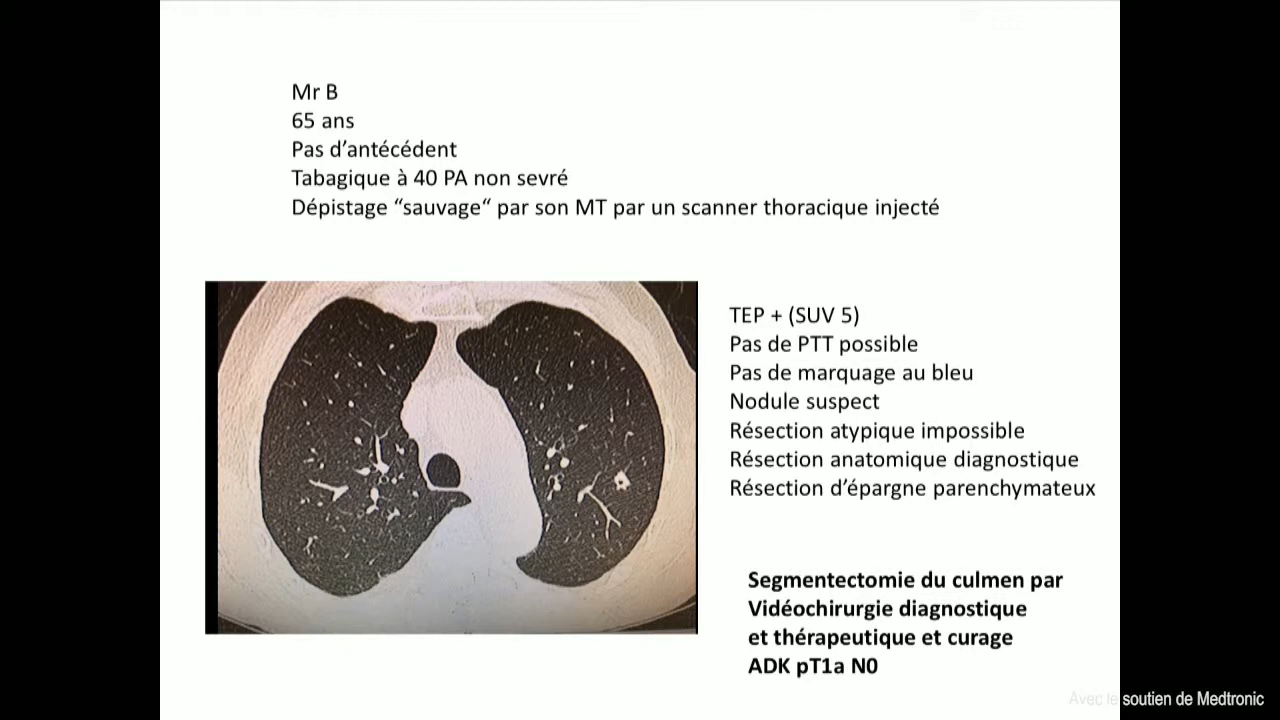 Mr B
65 ans
Pas d’antécédent
Tabagique à 40 PA non sevré
Dépistage “sauvage“ par son MT par un scanner thoracique injecté
TEP + (SUV 5)
Pas de PTT possible
Pas de marquage au bleu
Nodule suspect
Résection atypique impossible
Résection anatomique diagnostique
Résection d’épargne parenchymateux
Segmentectomie du culmen par
Vidéochirurgie diagnostique
et thérapeutique et curage
ADK pT1a N0
Avec le soutien de Medtronic